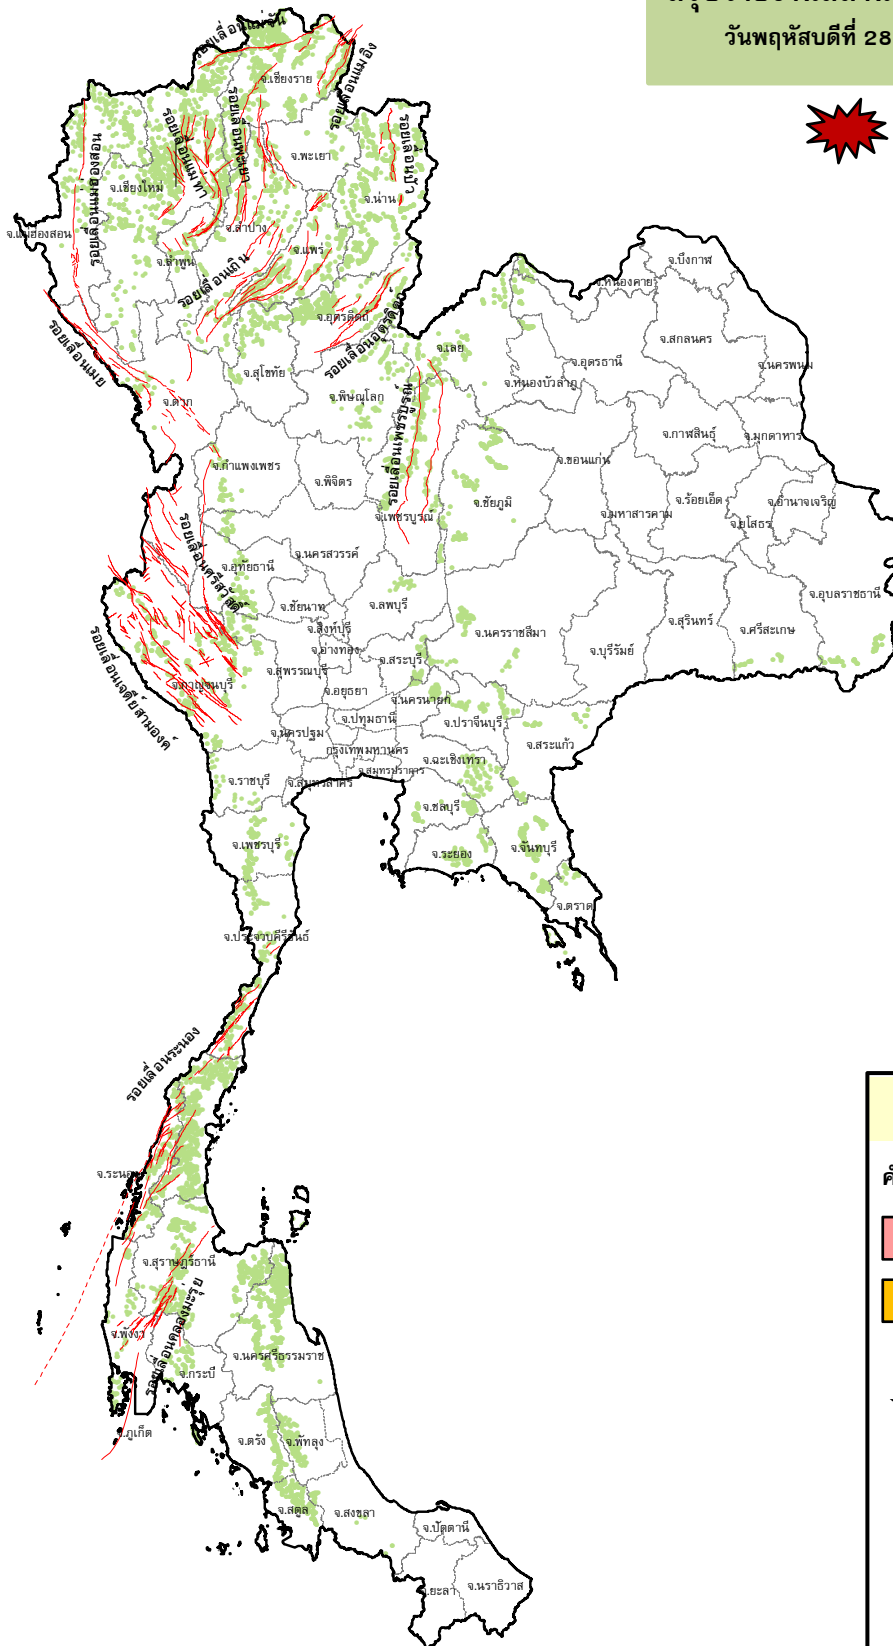 วันพฤหัสบดีที่ 28
รอยเลื่อนแม่จัน
รอยเลื่อนแม่อิง
จ.เชียงราย
รอยเลื่อนแม่ฮ่องสอน
รอยเลื่อนแม่ทา
รอยเลื่อนพะเยา
รอยเลื่อนปัว
จ.พะเยา
จ.เชียงใหม่
จ.น่าน
จ.แม่ฮ่องสอน
จ.ลำปาง
จ.แพร่
จ.ลำพูน
รอยเลื่อนเถิน
จ.บึงกาฬ
จ.หนองคาย
จ.อุตรดิตถ์
รอยเลื่อนอุตรดิตถ์
รอยเลื่อนเมย
จ.เลย
จ.สกลนคร
จ.อุดรธานี
จ.นครพนม
จ.สุโขทัย
จ.หนองบัวลำภู
จ.ตาก
จ.พิษณุโลก
รอยเลื่อนเพชรบูรณ์
จ.กาฬสินธุ์
จ.มุกดาหาร
จ.กำแพงเพชร
จ.ขอนแก่น
จ.พิจิตร
จ.ชัยภูมิ
จ.ร้อยเอ็ด
จ.อำนาจเจริญ
จ.เพชรบูรณ์
จ.มหาสารคาม
จ.ยโสธร
รอยเลื่อนศรีสวัสดิ์
จ.นครสวรรค์
จ.อุทัยธานี
จ.อุบลราชธานี
จ.ชัยนาท
จ.ลพบุรี
จ.สุรินทร์
จ.สิงห์บุรี
จ.นครราชสีมา
จ.ศรีสะเกษ
รอยเลื่อนเจดีย์สามองค์
จ.อ่างทอง
จ.บุรีรัมย์
จ.สุพรรณบุรี
จ.สระบุรี
จ.กาญจนบุรี
จ.อยุธยา
จ.นครนายก
จ.ปทุมธานี
จ.ปราจีนบุรี
จ.นครปฐม
จ.สระแก้ว
กรุงเทพมหานคร
จ.ฉะเชิงเทรา
จ.สมุทรปราการ
จ.ราชบุรี
จ.สมุทรสาคร
จ.ชลบุรี
จ.เพชรบุรี
จ.ระยอง
จ.จันทบุรี
จ.ตราด
จ.ประจวบคีรีขันธ์
รอยเลื่อนระนอง
จ.ระนอง
จ.สุราษฎร์ธานี
รอยเลื่อนคลองมะรุ่ย
จ.พังงา
จ.นครศรีธรรมราช
จ.กระบี่
จ.ภูเก็ต
จ.ตรัง
จ.พัทลุง
จ.สตูล
จ.สงขลา
จ.ปัตตานี
จ.ยะลา
จ.นราธิวาส